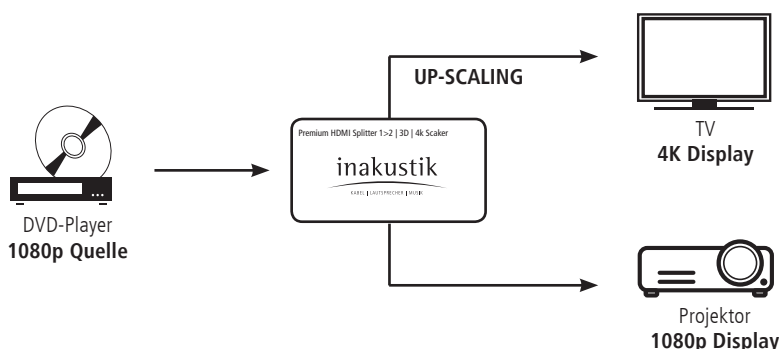 UP-SCALING
TV
4K Display
Premium HDMI Splitter 1>2 | 3D | 4k Scaker
inakustik
KABEL | LAUTSPRECHER | MUSIK
DVD-Player
1080p Quelle
Projektor
1080p Display